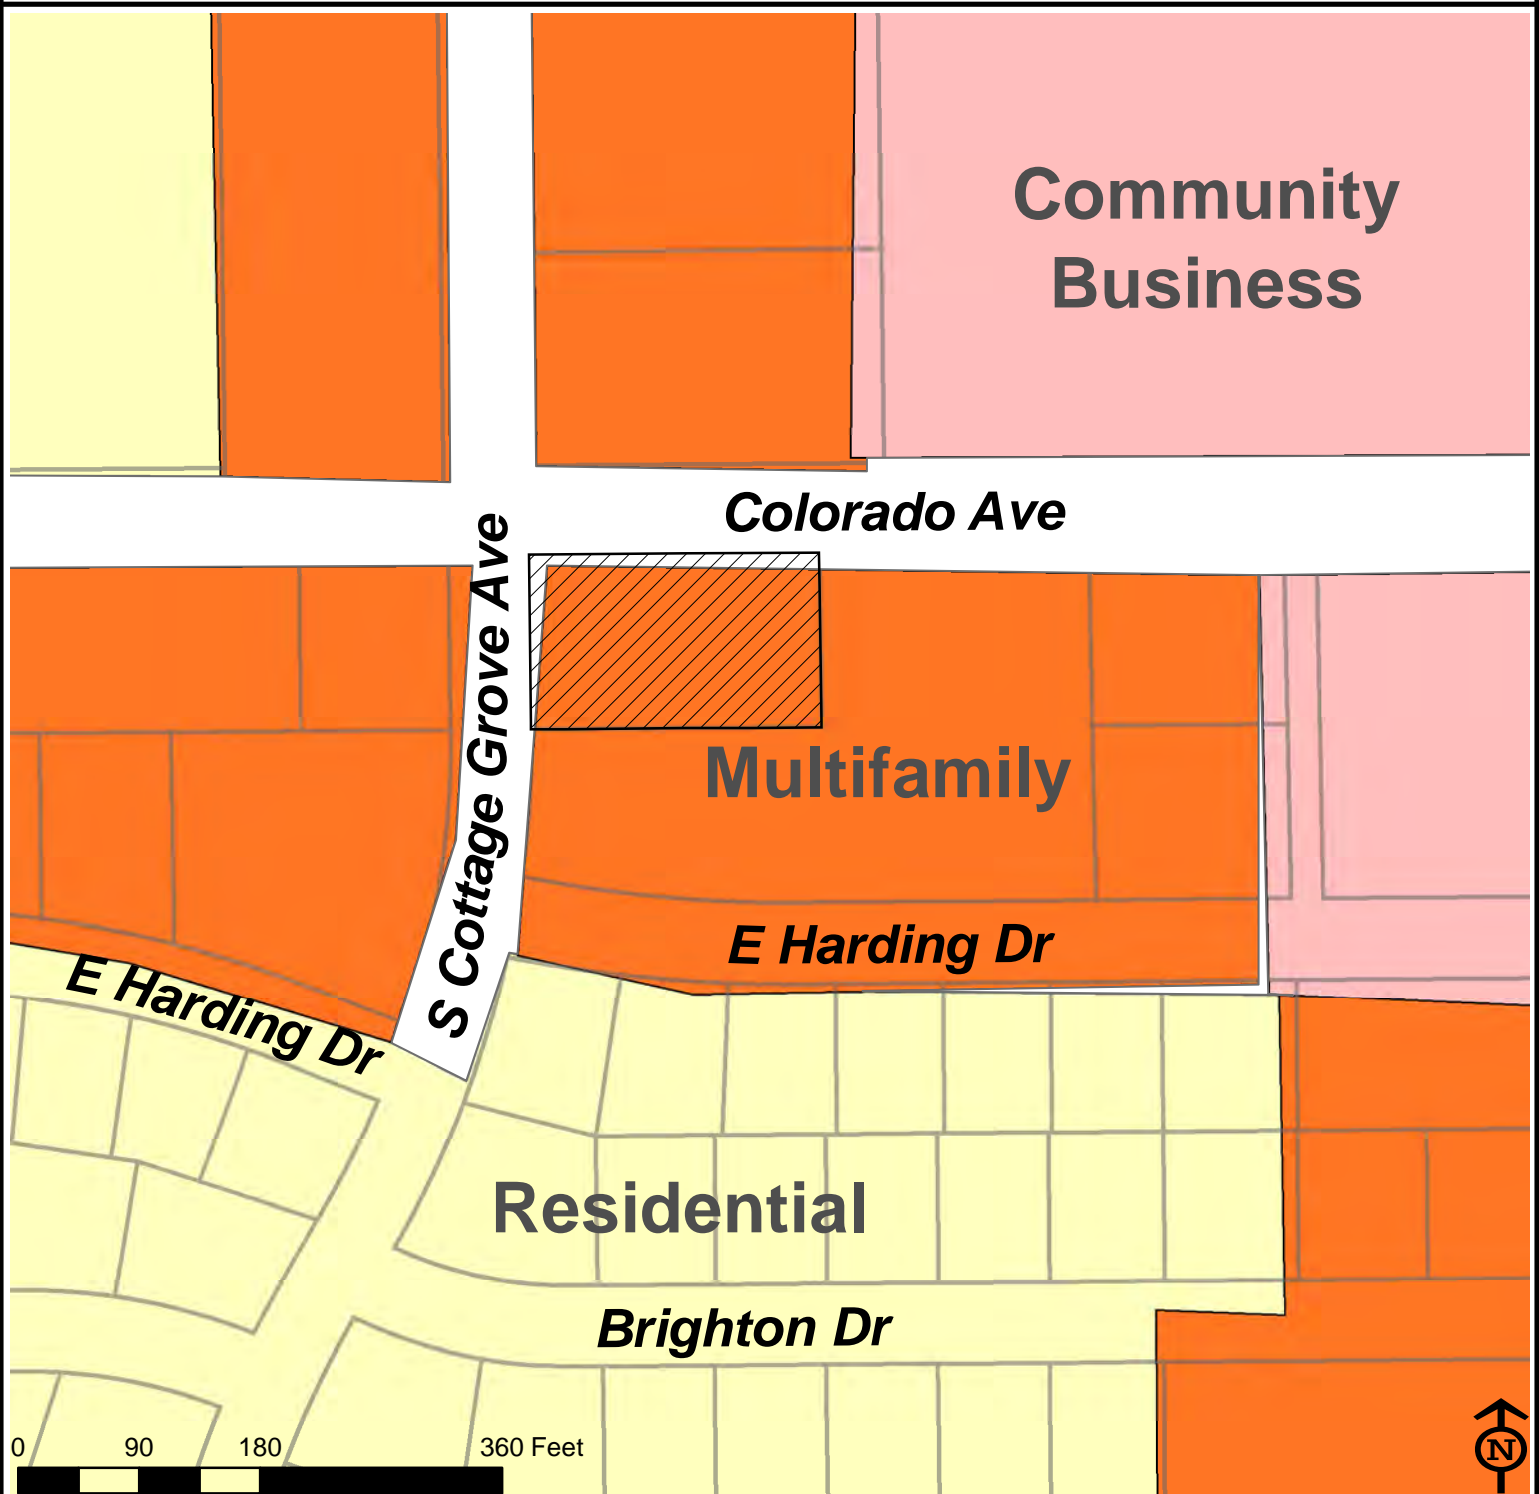 Community
Business
Colorado Ave
S Cottage Grove Ave
Multifamily
E Harding Dr
E Harding Dr
Residential
Brighton Dr
0 90 180 360 Feet
N